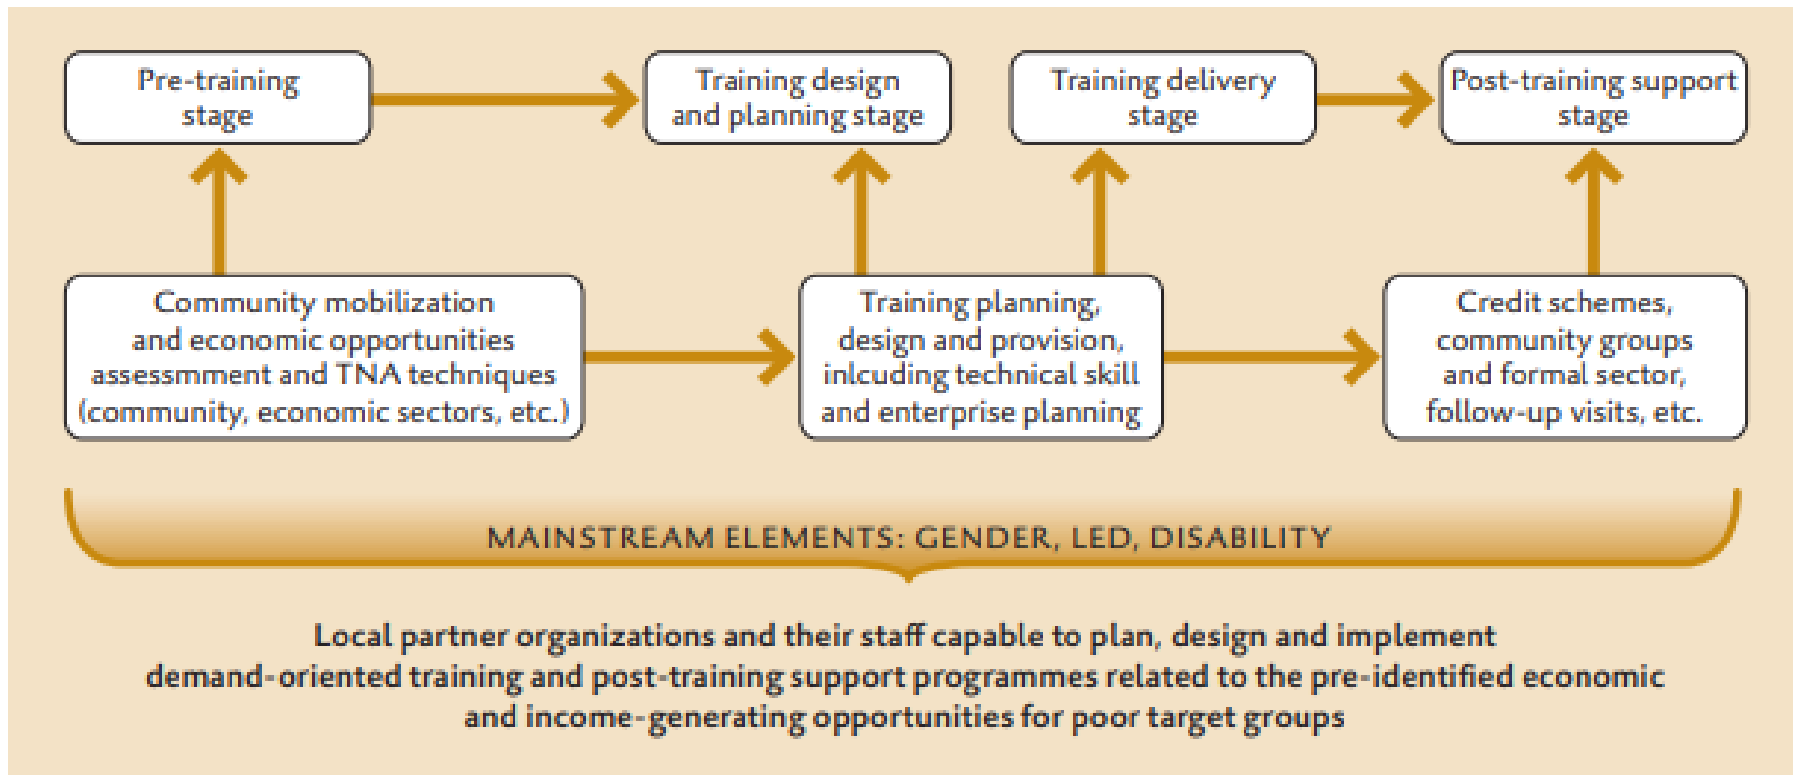 Pre-training
stage
Training design
and planning stage
Training delivery
stage
Post-training support
stage
Community mobilization
and economic opportunities
assessmment and TNA techniques
(community, economic sectors, etc.)
Training planning,
design and provision,
inlcuding technical skill
and enterprise planning
Credit schemes,
community groups
and formal sector,
follow-up visits, etc.
MAINSTREAM ELEMENTS: GENDER, LED, DISABILITY
Local partner organizations and their staff capable to plan, design and implement
demand-oriented training and post-training support programmes related to the pre-identified economic
and income-generating opportunities for poor target groups